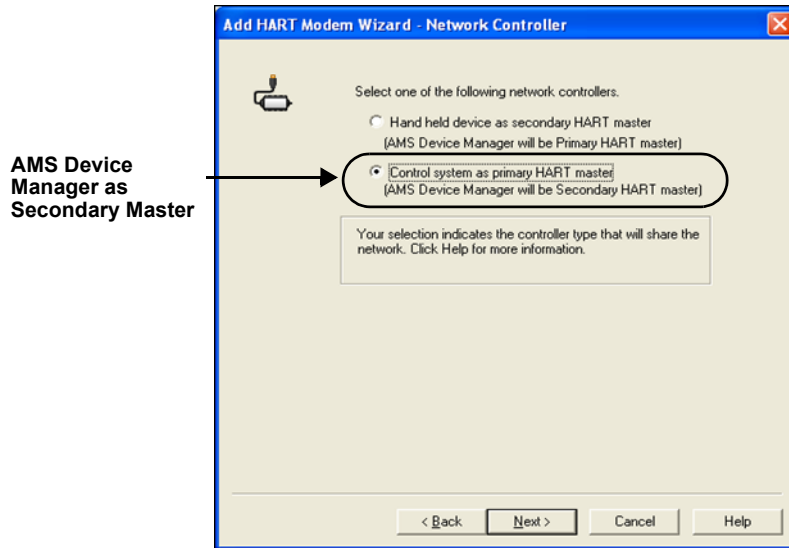 Add HART Modem Wizard - Network Controller
Select one of the following network controllers.
Hand held device as secondary HART master
(AMS Device Manager will be Primary HART master)
AMS Device
Manager as
Secondary Master
Control system as primary HART master
(AMS Device Manager will be Secondary HART master)
Your selection indicates the controller type that will share the
network. Click Help for more information.
< Back
Next >
Cancel
Help